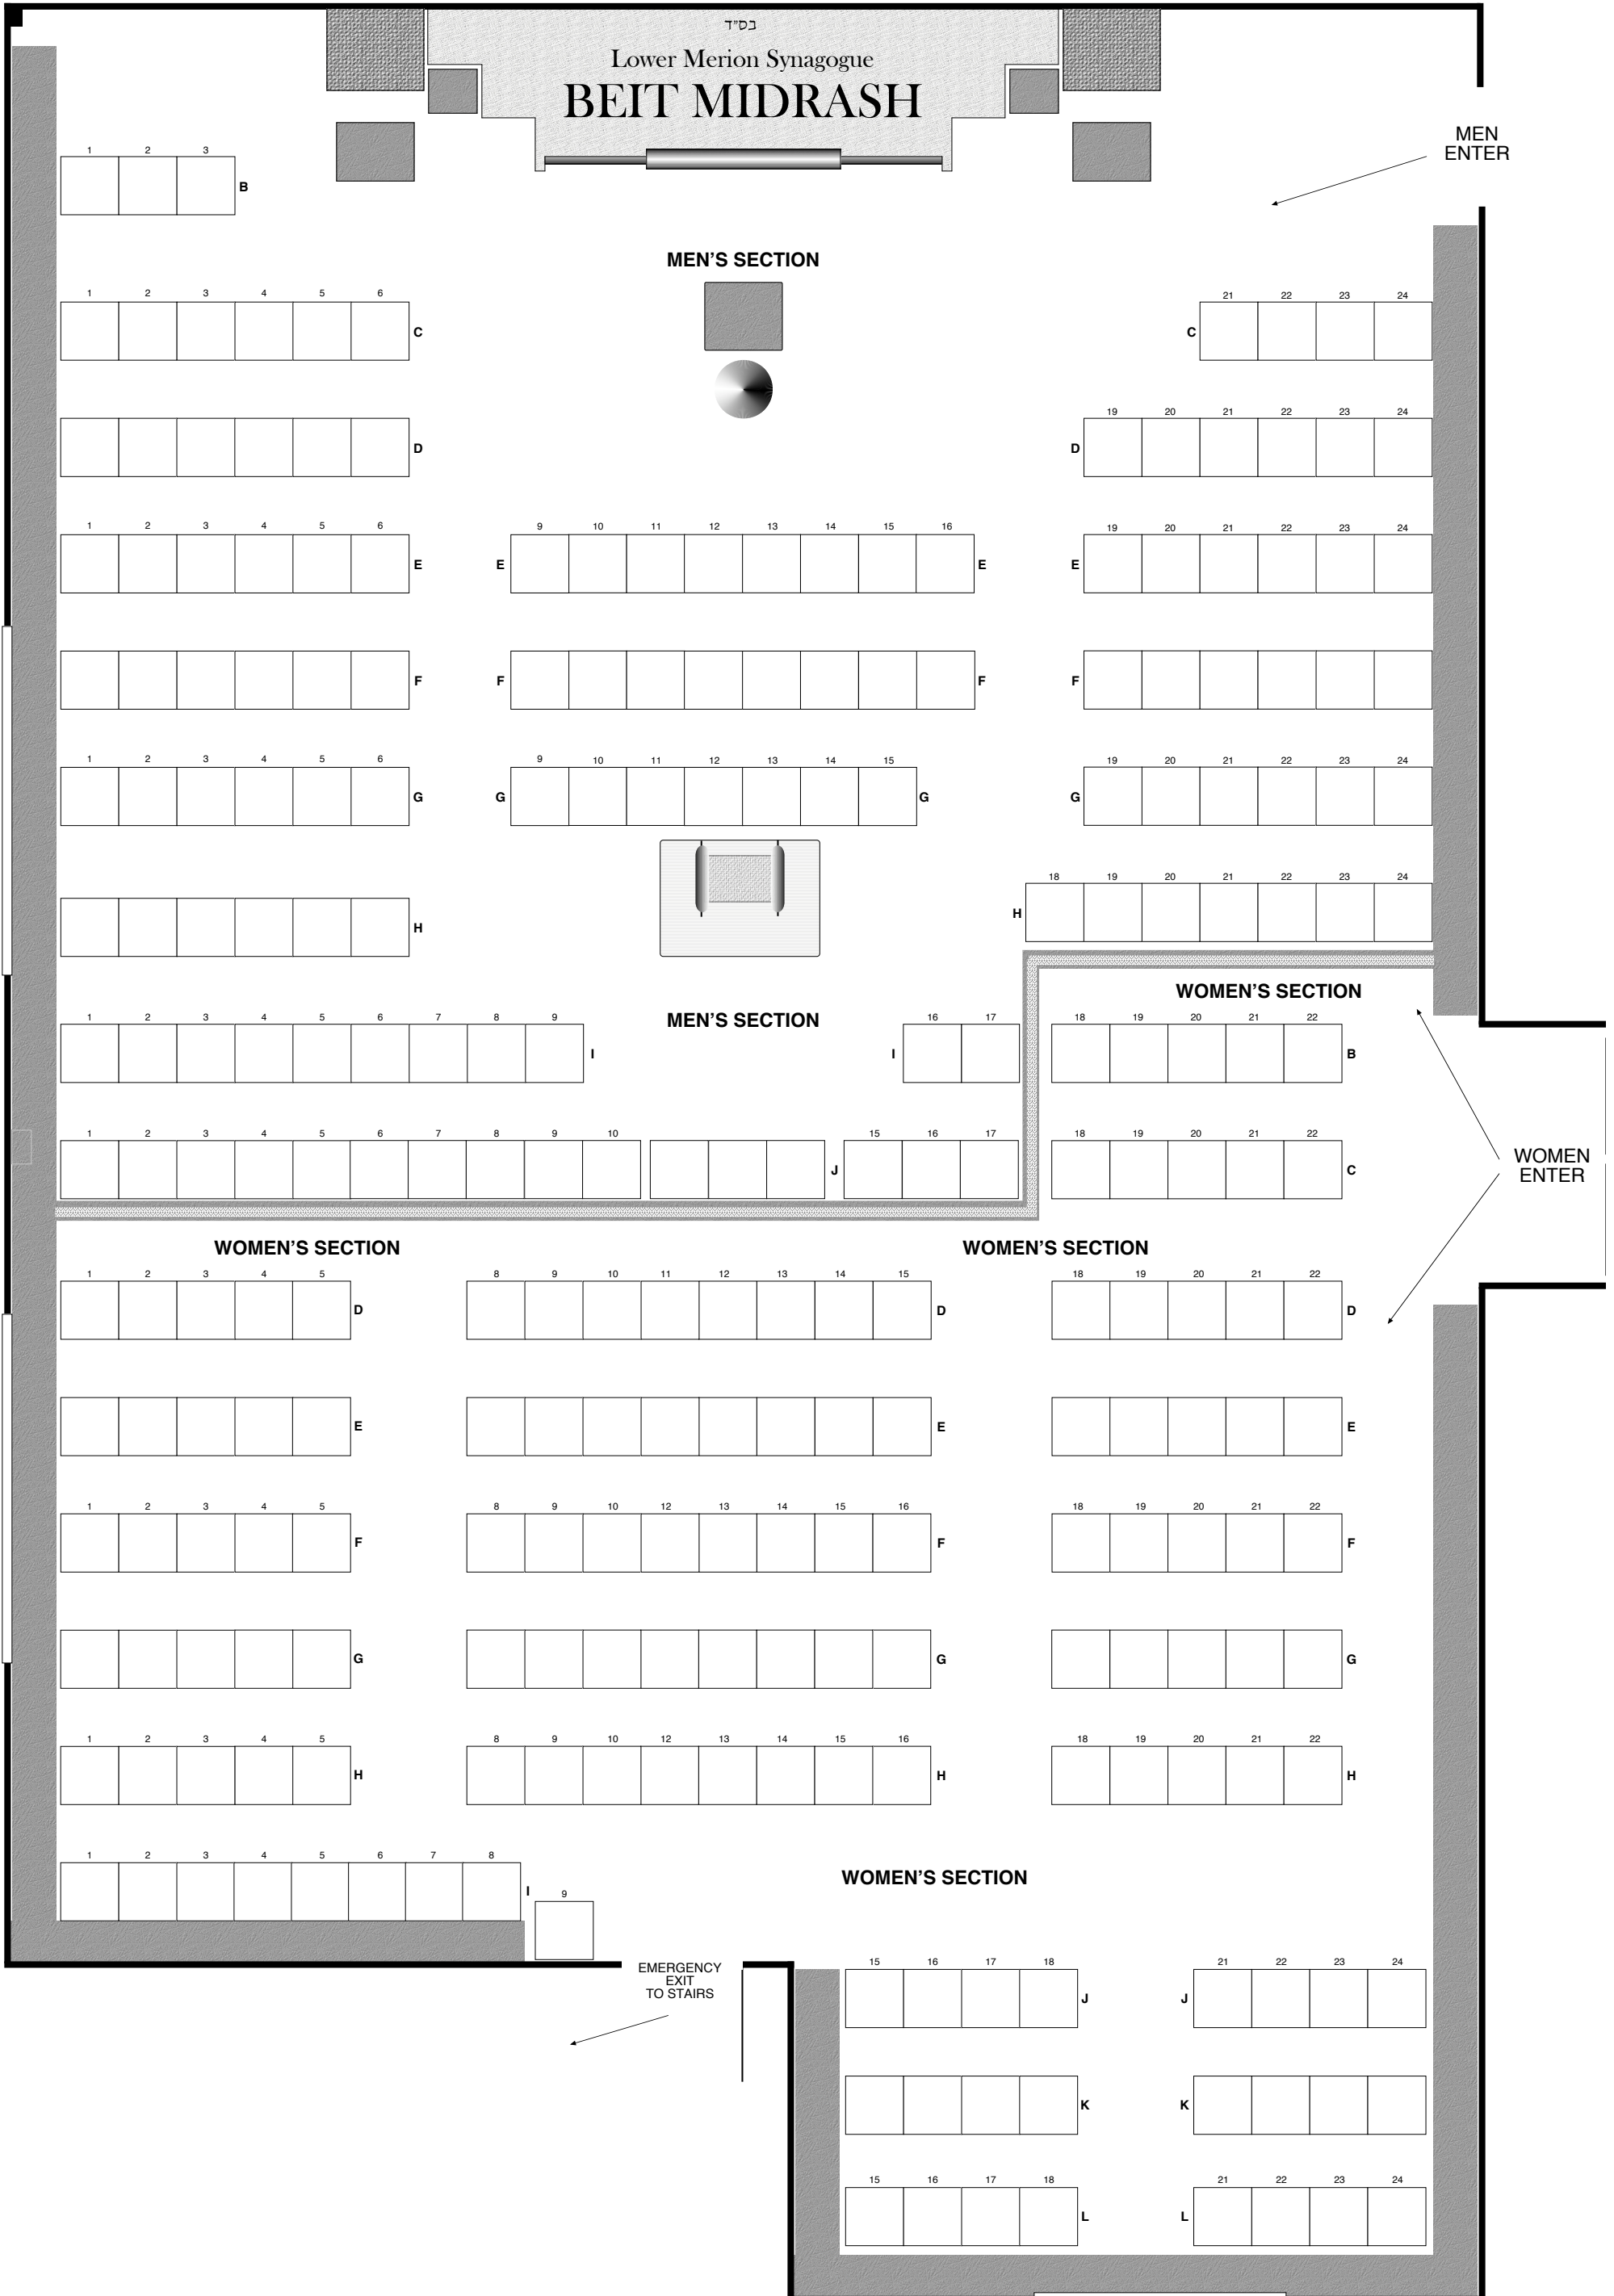 בס״ד
Lower Merion Synagogue
BEIT MIDRASH
MEN
ENTER
1 2 3
B
MEN'S SECTION
1 2 3 4 5 6
C
21 22 23 24
C
D
19 20 21 22 23 24
D
1 2 3 4 5 6
E
9 10 11 12 13 14 15 16
E E
19 20 21 22 23 24
E
F
F F
F
1 2 3 4 5 6
G
9 10 11 12 13 14 15
G G
19 20 21 22 23 24
G
H
18 19 20 21 22 23 24
H
WOMEN'S SECTION
MEN'S SECTION
1 2 3 4 5 6 7 8 9
I
16 17
I
18 19 20 21 22
B
1 2 3 4 5 6 7 8 9 10
J
15 16 17
18 19 20 21 22
C
WOMEN
ENTER
WOMEN'S SECTION
WOMEN'S SECTION
1 2 3 4 5
D
8 9 10 11 12 13 14 15
D
18 19 20 21 22
D
E
E
E
1 2 3 4 5
F
8 9 10 12 13 14 15 16
F
18 19 20 21 22
F
G
G
G
1 2 3 4 5
H
8 9 10 12 13 14 15 16
H
18 19 20 21 22
H
1 2 3 4 5 6 7 8
I
9
WOMEN'S SECTION
EMERGENCY
EXIT
TO STAIRS
15 16 17 18
J
21 22 23 24
J
K
K
15 16 17 18
L
21 22 23 24
L